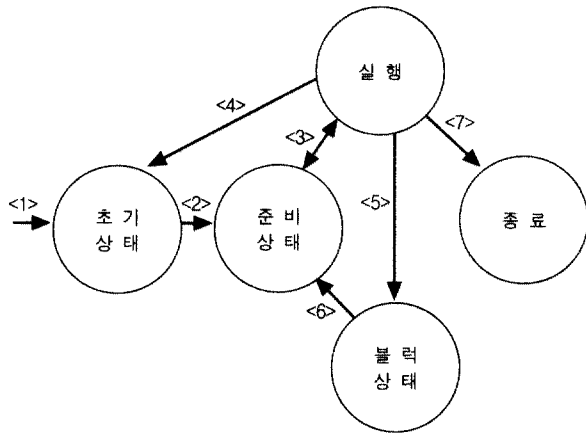 실 행
<4>
<7>
<3>
<1>
초 기
상 태
<2>
준 비
상 태
<5>
종 료
<6>
블 럭
상 태